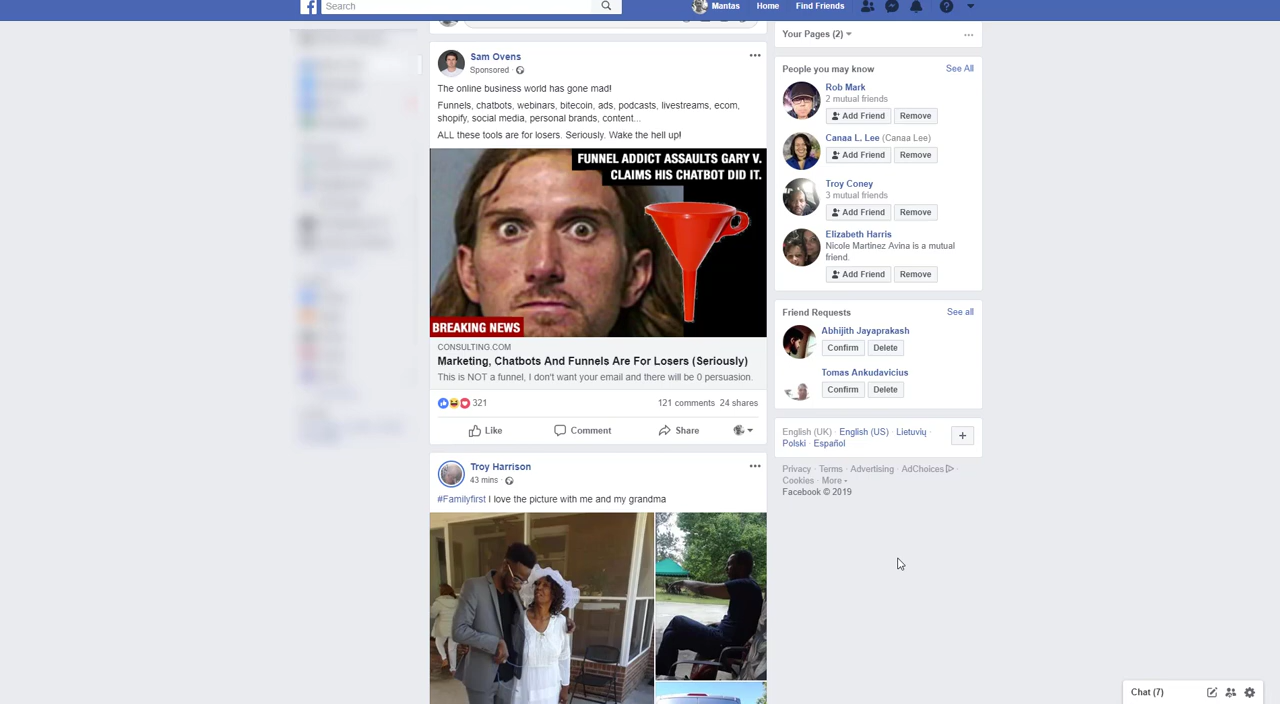 Search
Mantas
Home
Find Friends
Sam Ovens
Sponsored ·
The online business world has gone mad!
Funnels, chatbots, webinars, bitcoin, ads, podcasts, livestreams, ecom,
shopify, social media, personal brands, content...
ALL these tools are for losers. Seriously. Wake the hell up!
FUNNEL ADDICT ASSAULTS GARY V.
CLAIMS HIS CHATBOT DID IT.
BREAKING NEWS
CONSULTING.COM
Marketing, Chatbots And Funnels Are For Losers (Seriously)
This is NOT a funnel, I don't want your email and there will be 0 persuasion.
321
121 comments 24 shares
Like
Comment
Share
Troy Harrison
43 mins ·
#Familyfirst I love the picture with me and my grandma
Your Pages (2)
People you may know
See All
Rob Mark
2 mutual friends
Add Friend
Remove
Canaa L. Lee (Canaa Lee)
Add Friend
Remove
Troy Coney
3 mutual friends
Add Friend
Remove
Elizabeth Harris
Nicole Martinez Avina is a mutual
friend.
Add Friend
Remove
Friend Requests
See all
Abhijith Jayaprakash
Confirm
Delete
Tomas Ankudavicius
Confirm
Delete
English (UK) · English (US) · Lietuvių ·
Polski · Español
Privacy · Terms · Advertising · AdChoices ·
Cookies · More
Facebook © 2019
Chat (7)